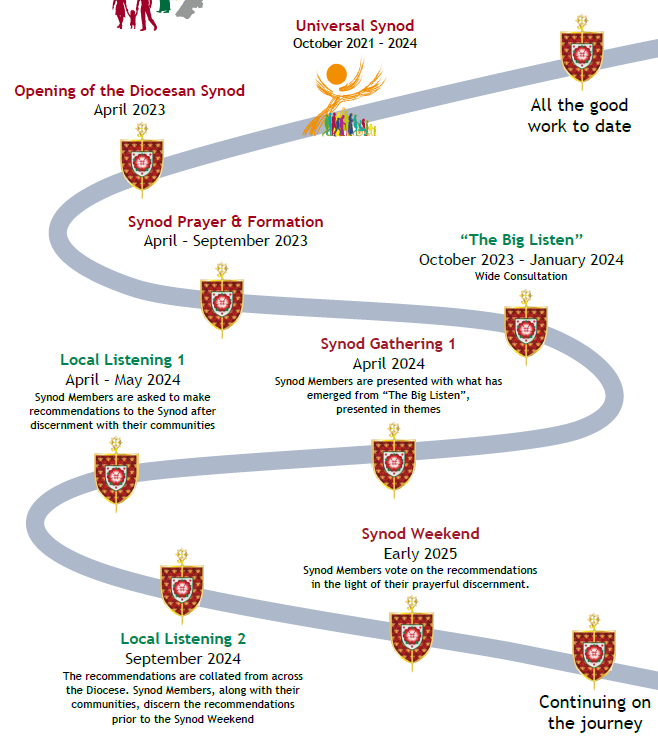 Universal Synod
October 2021 - 2024
All the good
work to date
Opening of the Diocesan Synod
April 2023
Synod Prayer & Formation
April - September 2023
“The Big Listen”
October 2023 - January 2024
Wide Consultation
Synod Gathering 1
April 2024
Synod Members are presented with what has
emerged from “The Big Listen”,
presented in themes
Local Listening 1
April - May 2024
Synod Members are asked to make
recommendations to the Synod after
discernment with their communities
Local Listening 2
September 2024
The recommendations are collated from across
the Diocese. Synod Members, along with their
communities, discern the recommendations
prior to the Synod Weekend
Synod Weekend
Early 2025
Synod Members vote on the recommendations
in the light of their prayerful discernment.
Continuing on
the journey